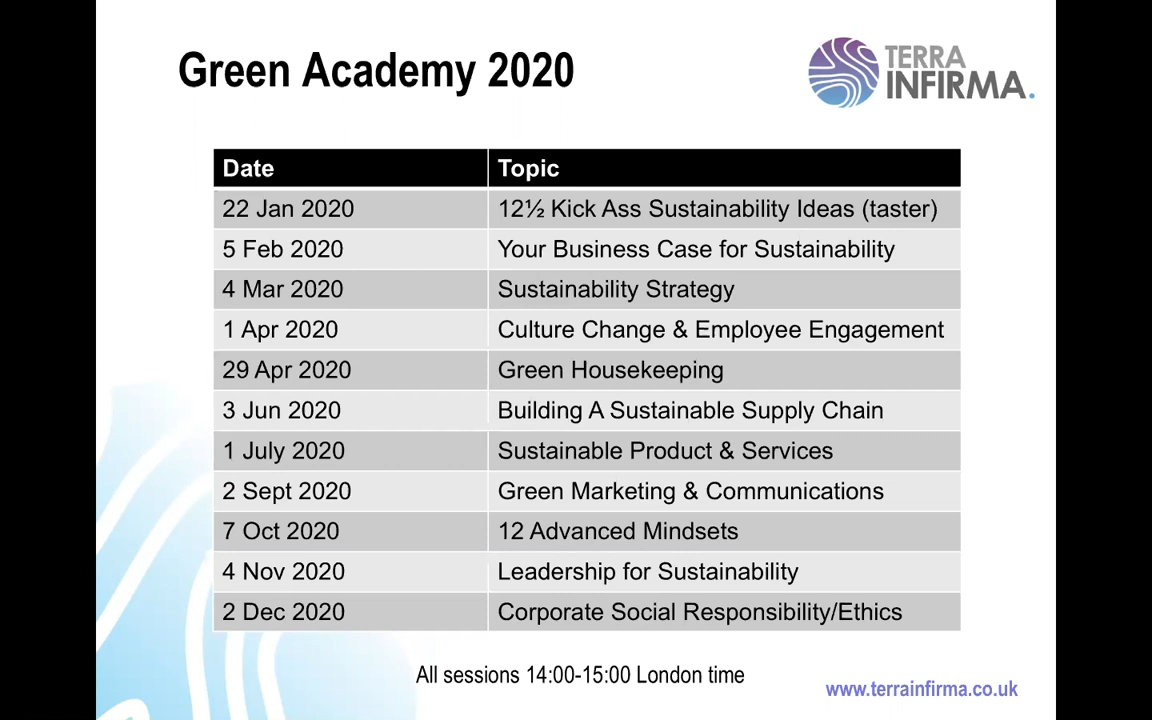 Green Academy 2020
TERRA
INFIRMA.
Date Topic
22 Jan 2020 12½ Kick Ass Sustainability Ideas (taster)
5 Feb 2020 Your Business Case for Sustainability
4 Mar 2020 Sustainability Strategy
1 Apr 2020 Culture Change & Employee Engagement
29 Apr 2020 Green Housekeeping
3 Jun 2020 Building A Sustainable Supply Chain
1 July 2020 Sustainable Product & Services
2 Sept 2020 Green Marketing & Communications
7 Oct 2020 12 Advanced Mindsets
4 Nov 2020 Leadership for Sustainability
2 Dec 2020 Corporate Social Responsibility/Ethics
All sessions 14:00-15:00 London time
www.terrainfirma.co.uk